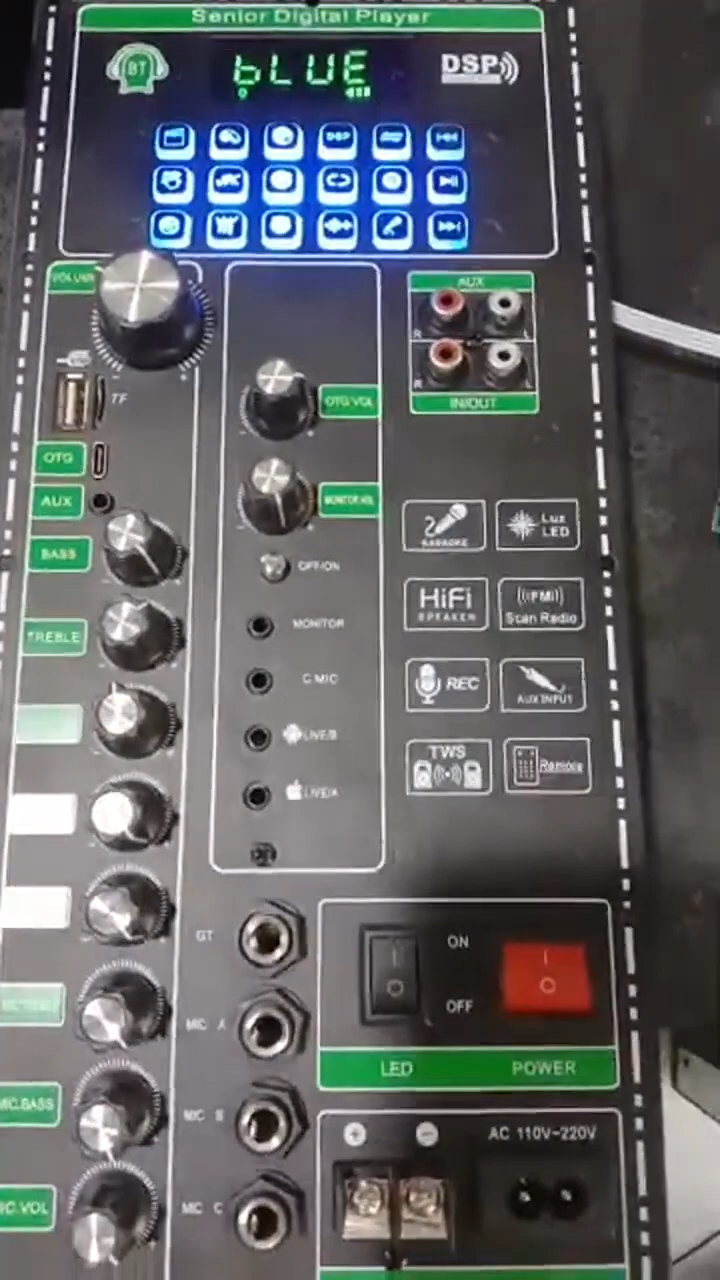 Senior Digital Player
BT
bLUE
DSP
DSP
VOLUME
AUX
R
L
R
L
IN/OUT
TF
OTG VOL
OTG
AUX
MONITOR VOL
BASS
OFF/ON
TREBLE
MONITOR
C.MIC
LIVE/B
LIVE/A
KARAOKE
Lux
LED
HiFi
SPEAKER
((FM))
Scan Radio
REC
AUX INPUT
TWS
Remote
GT
MIC A
MIC B
MIC C
MIC.BASS
MIC.VOL
ON
OFF
LED
POWER
AC 110V-220V